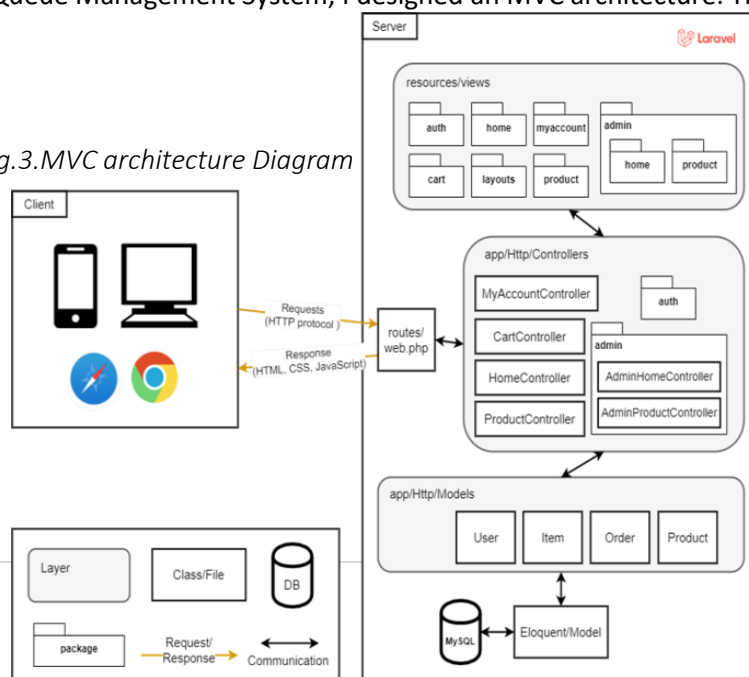 Queue Management System, I designed an MVC architecture.
Server
Laravel
resources/views
auth
home
myaccount
admin
home
product
cart
layouts
product
g.3.MVC architecture Diagram
Client
Requests
(HTTP protocol )
Response
(HTML, CSS, JavaScript)
routes/
web.php
app/Http/Controllers
MyAccountController
auth
CartController
admin
HomeController
AdminHomeController
ProductController
AdminProductController
app/Http/Models
User
Item
Order
Product
MySQL
Eloquent/Model
Layer
Class/File
DB
package
Request/
Response
Communication